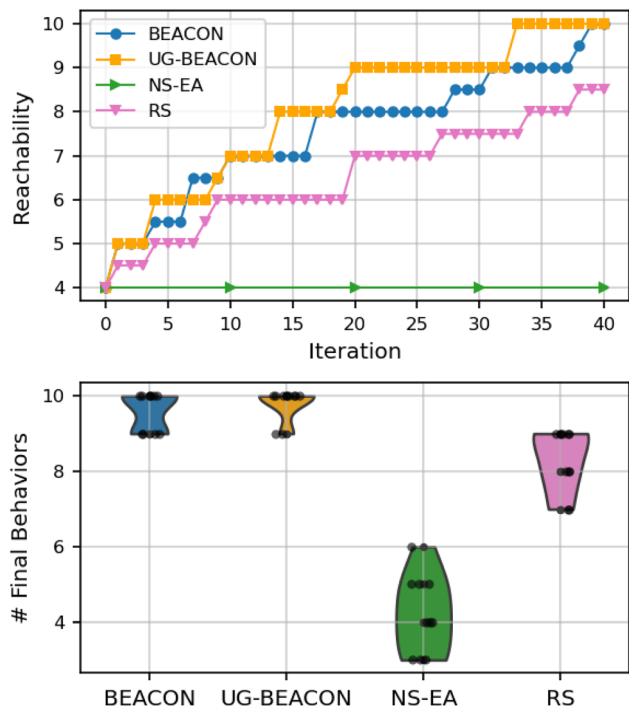 10
9
8
7
6
5
4
Reachability
BEACON
UG-BEACON
NS-EA
RS
0 5 10 15 20 25 30 35 40
Iteration
10
8
6
4
# Final Behaviors
BEACON UG-BEACON NS-EA RS